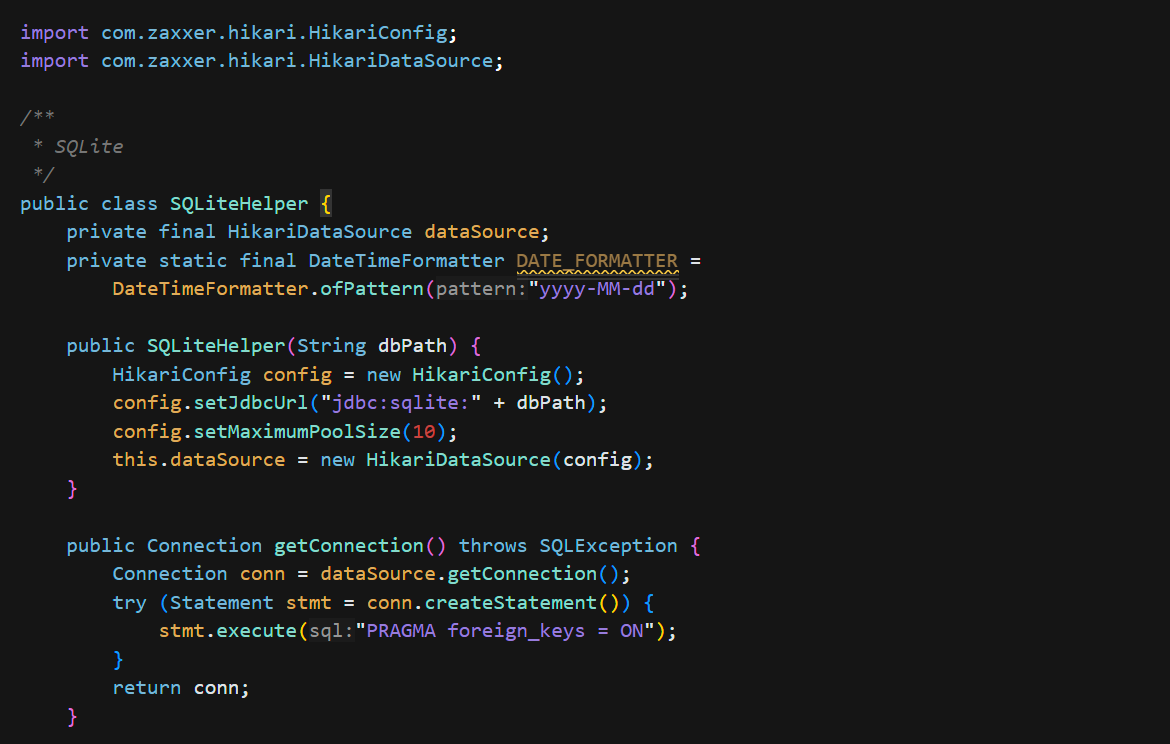 import com.zaxxer.hikari.HikariConfig;
import com.zaxxer.hikari.HikariDataSource;
/**
 * SQLite
 */
public class SQLiteHelper {
    private final HikariDataSource dataSource;
    private static final DateTimeFormatter DATE_FORMATTER =
        DateTimeFormatter.ofPattern(pattern:"yyyy-MM-dd");
    public SQLiteHelper(String dbPath) {
        HikariConfig config = new HikariConfig();
        config.setJdbcUrl("jdbc:sqlite:" + dbPath);
        config.setMaximumPoolSize(10);
        this.dataSource = new HikariDataSource(config);
    }
    public Connection getConnection() throws SQLException {
        Connection conn = dataSource.getConnection();
        try (Statement stmt = conn.createStatement()) {
            stmt.execute(sql:"PRAGMA foreign_keys = ON");
        }
        return conn;
    }